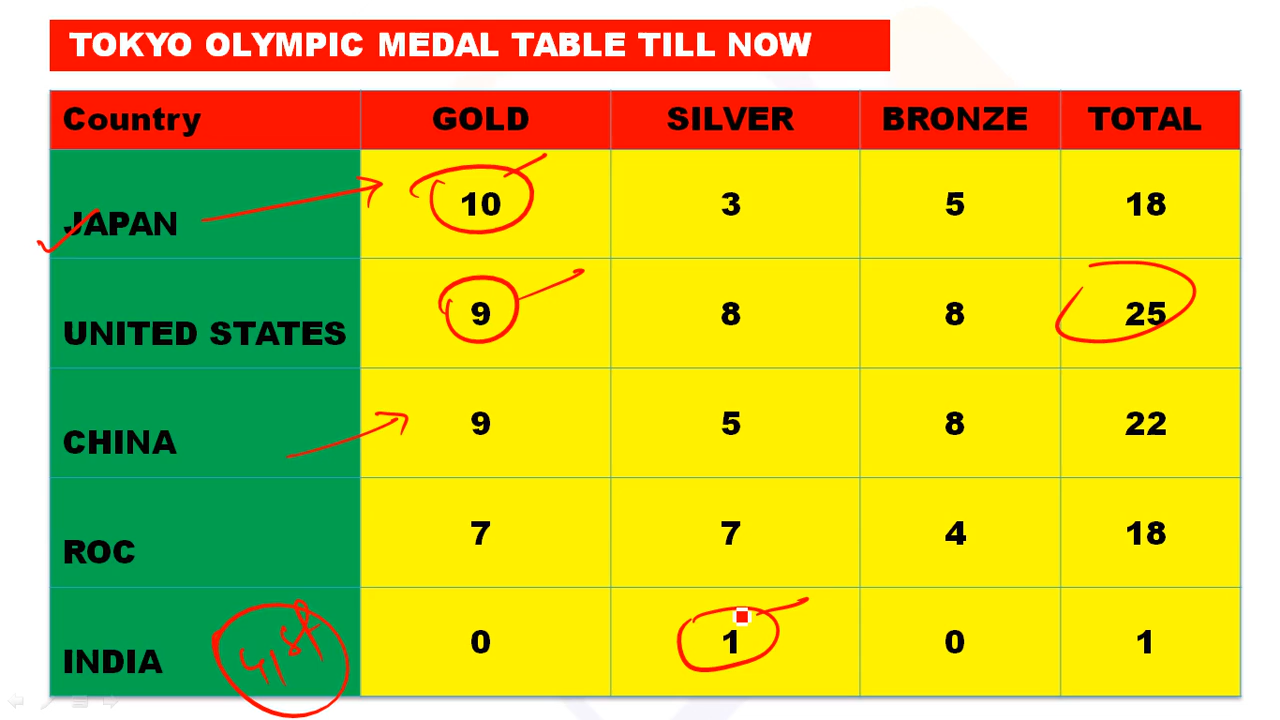 TOKYO OLYMPIC MEDAL TABLE TILL NOW
Country GOLD SILVER BRONZE TOTAL
JAPAN 10 3 5 18
UNITED STATES 9 8 8 25
CHINA 9 5 8 22
ROC 7 7 4 18
INDIA 41st 0 1 0 1